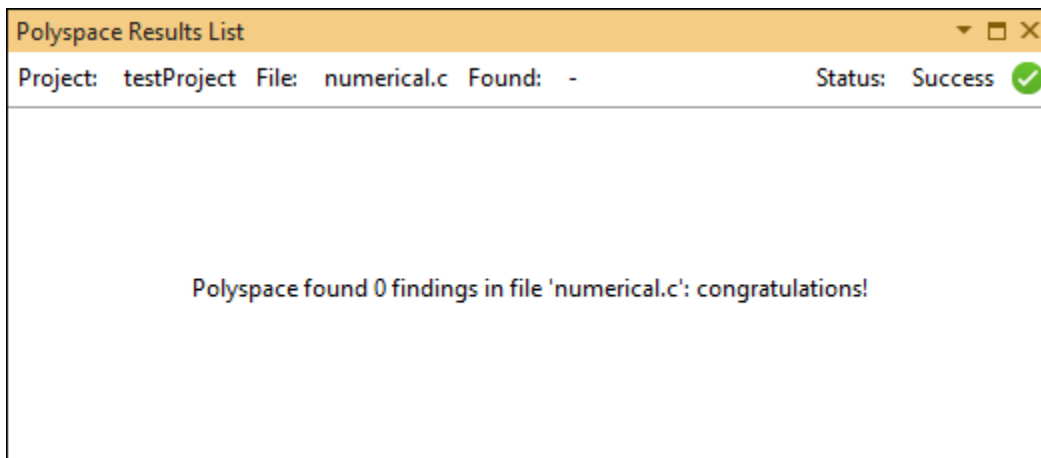 Polyspace Results List
Project: testProject File: numerical.c Found: - Status: Success
Polyspace found 0 findings in file 'numerical.c': congratulations!